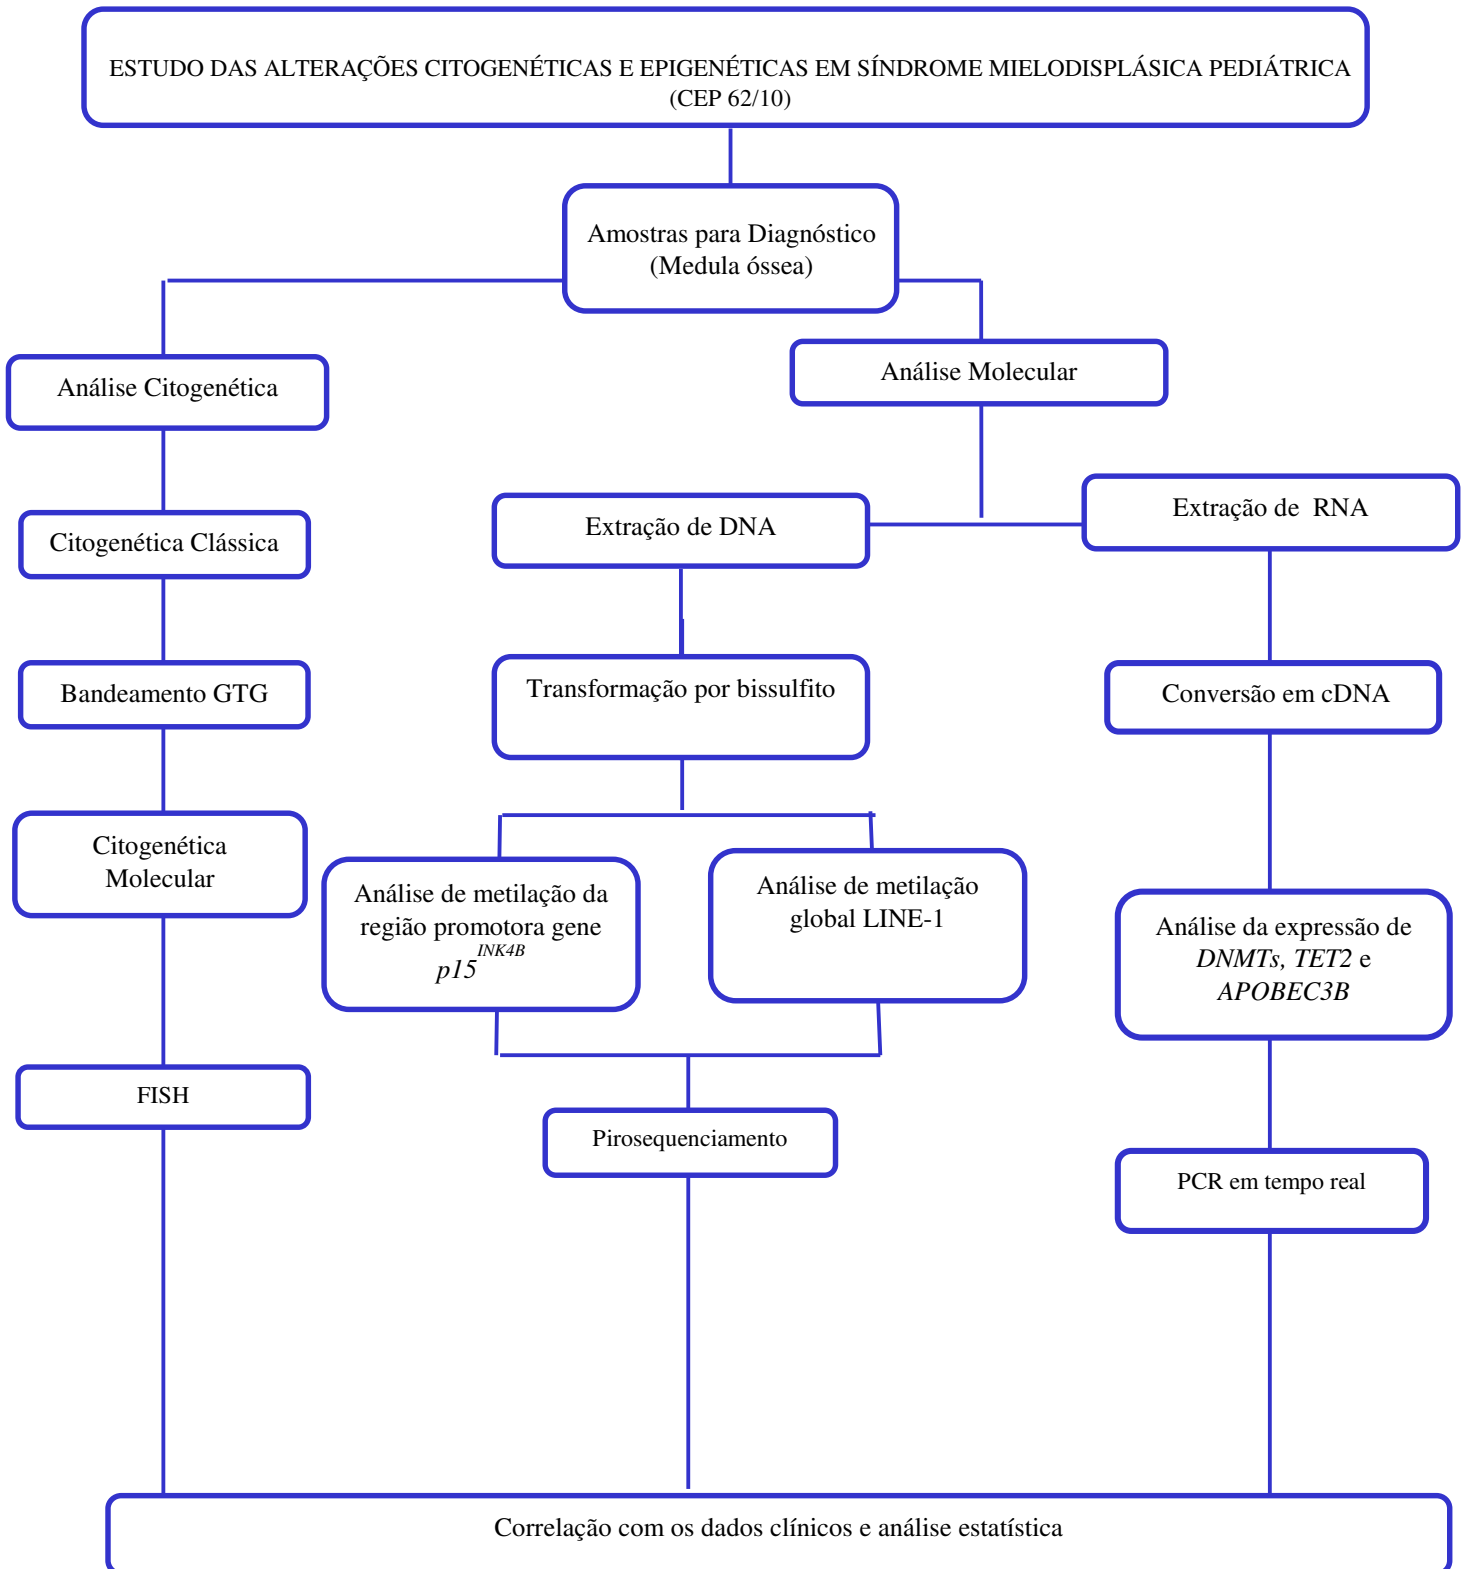 ESTUDO DAS ALTERAÇÕES CITOGENÉTICAS E EPIGENÉTICAS EM SÍNDROME MIELODISPLÁSICA PEDIÁTRICA
(CEP 62/10)
Amostras para Diagnóstico
(Medula óssea)
Análise Citogenética
Análise Molecular
Citogenética Clássica
Extração de DNA
Extração de RNA
Bandeamento GTG
Transformação por bissulfito
Conversão em cDNA
Citogenética
Molecular
Análise de metilação da
região promotora gene
p15^INK4B
Análise de metilação
global LINE-1
Análise da expressão de
DNMTs, TET2 e
APOBEC3B
FISH
Pirosequenciamento
PCR em tempo real
Correlação com os dados clínicos e análise estatística